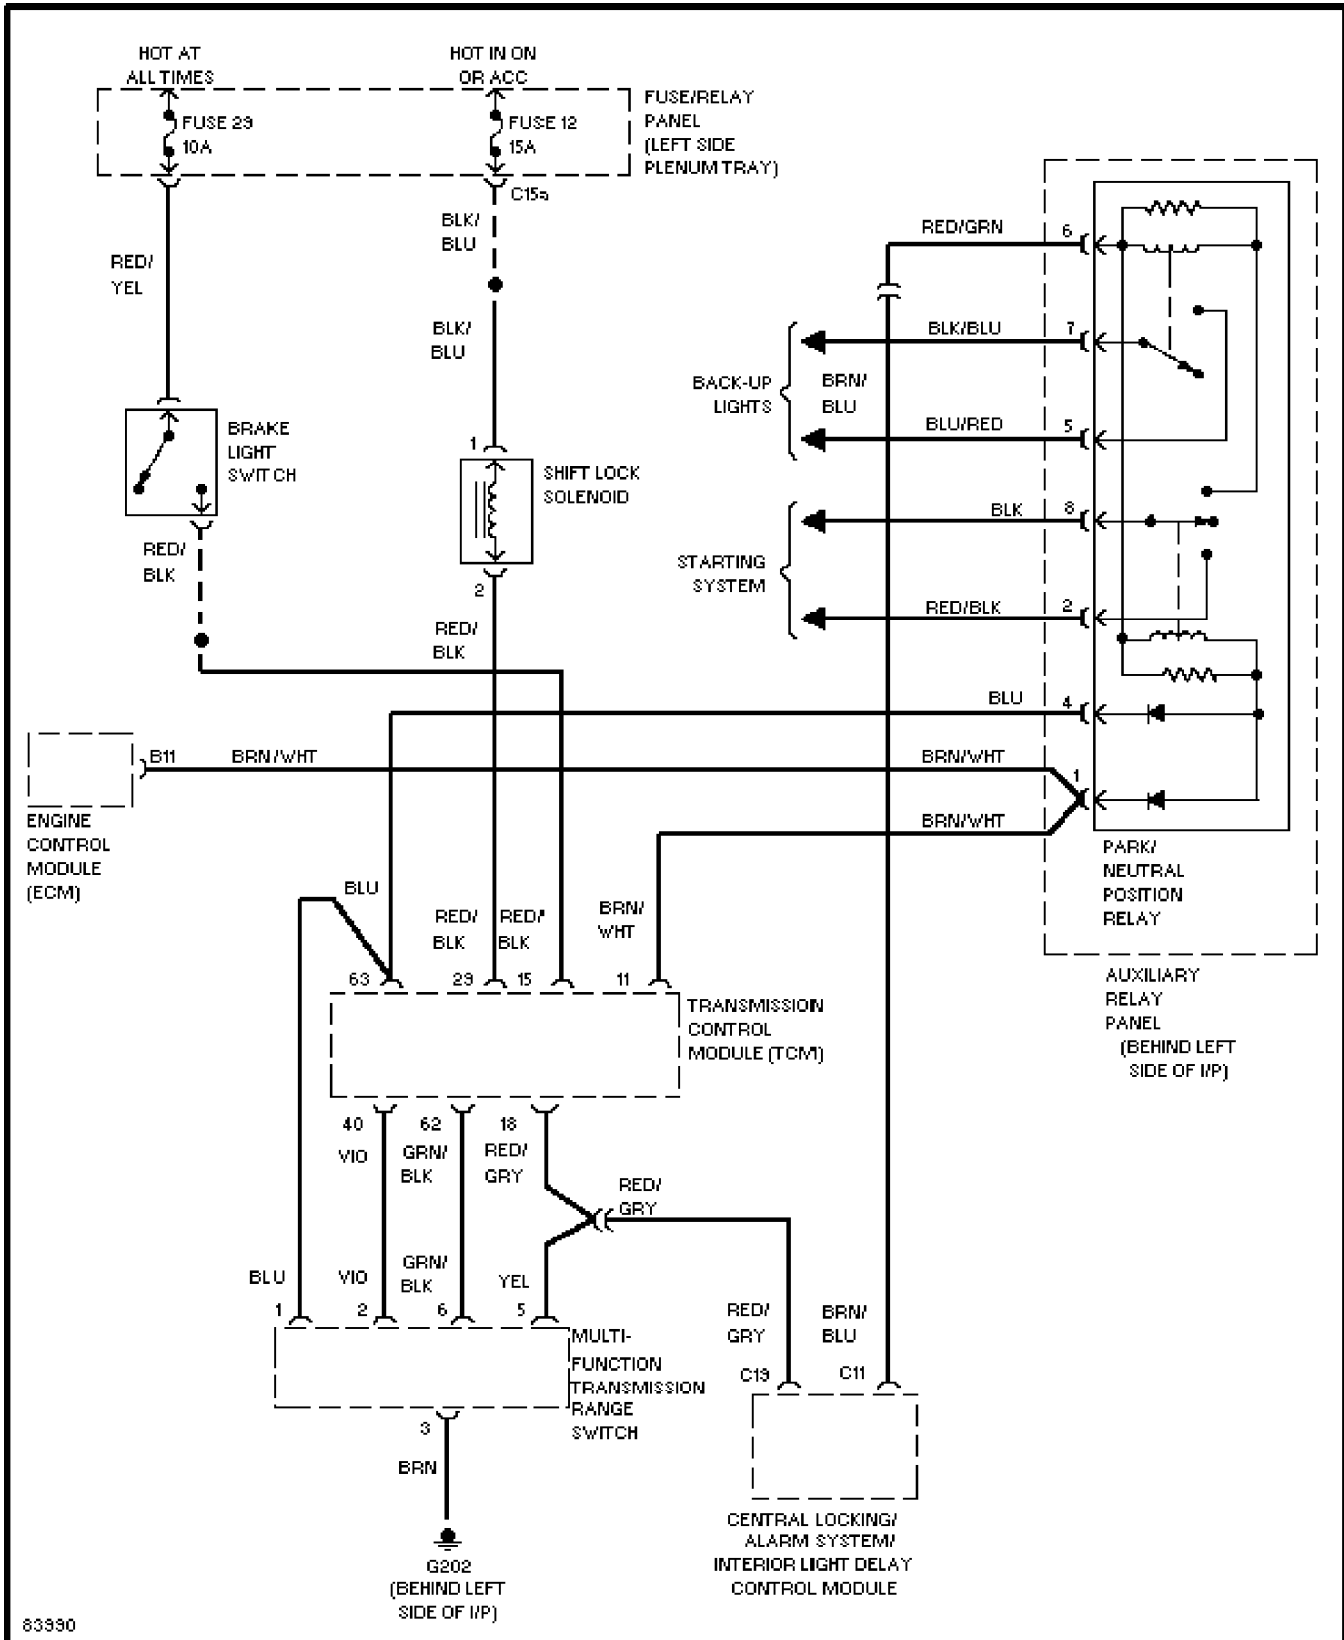 HOT AT
ALL TIMES
HOT IN ON
OR ACC
FUSE 29
10A
FUSE 12
15A
FUSE/RELAY
PANEL
(LEFT SIDE
PLENUM TRAY)
C15a
BLK/
BLU
RED/
YEL
BLK/
BLU
RED/GRN
6
BLK/BLU
7
BACK-UP
LIGHTS
BRN/
BLU
BLU/RED
5
BRAKE
LIGHT
SWITCH
1
SHIFT LOCK
SOLENOID
2
BLK
8
STARTING
SYSTEM
RED/BLK
2
RED/
BLK
RED/
BLK
BLU
4
B11
BRN/WHT
BRN/WHT
1
BRN/WHT
ENGINE
CONTROL
MODULE
(ECM)
PARK/
NEUTRAL
POSITION
RELAY
BLU
RED/
BLK
RED/
BLK
BRN/
WHT
63
29
15
11
AUXILIARY
RELAY
PANEL
(BEHIND LEFT
SIDE OF I/P)
TRANSMISSION
CONTROL
MODULE (TCM)
40
62
18
VIO
GRN/
BLK
RED/
GRY
RED/
GRY
BLU
VIO
GRN/
BLK
YEL
1
2
6
5
RED/
GRY
BRN/
BLU
C19
C11
MULTI-
FUNCTION
TRANSMISSION
RANGE
SWITCH
3
BRN
G202
(BEHIND LEFT
SIDE OF I/P)
CENTRAL LOCKING/
ALARM SYSTEM/
INTERIOR LIGHT DELAY
CONTROL MODULE
83990